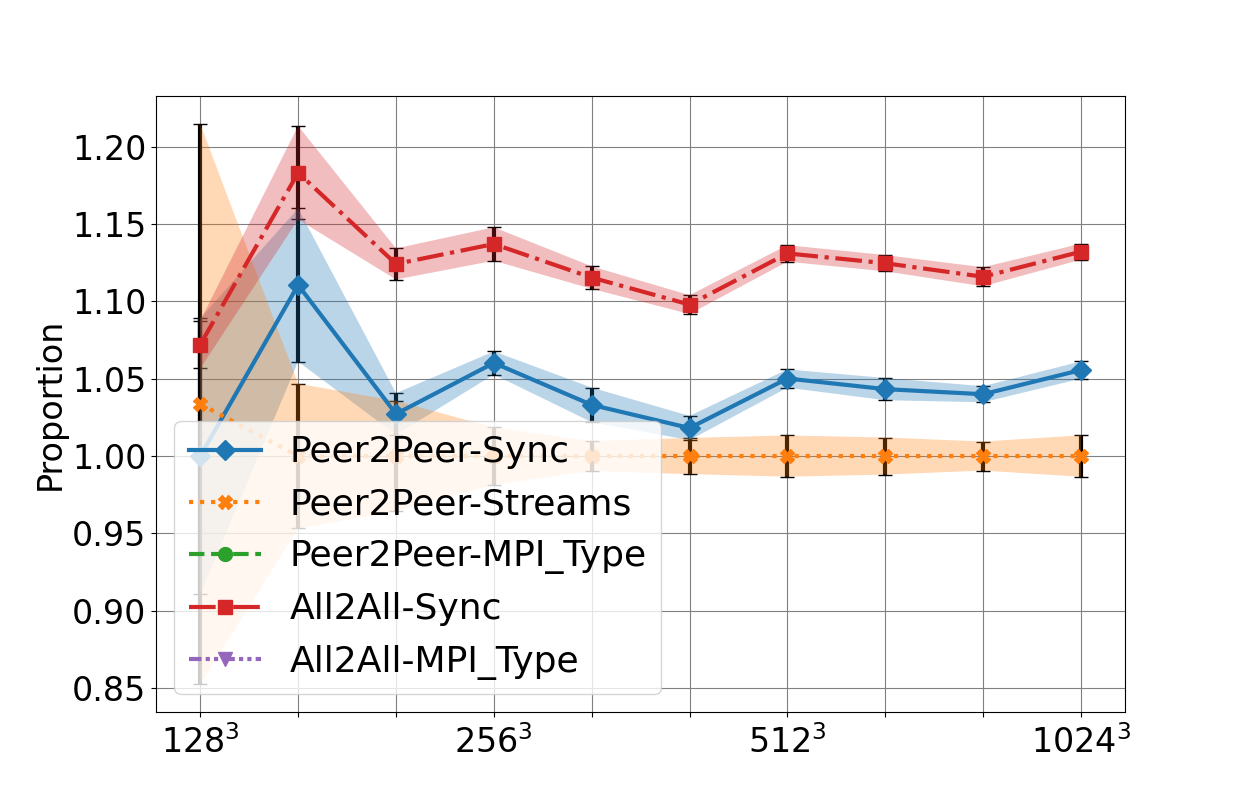 Proportion
1.20
1.15
1.10
1.05
1.00
0.95
0.90
0.85
Peer2Peer-Sync
Peer2Peer-Streams
Peer2Peer-MPI_Type
All2All-Sync
All2All-MPI_Type
128³ 256³ 512³ 1024³